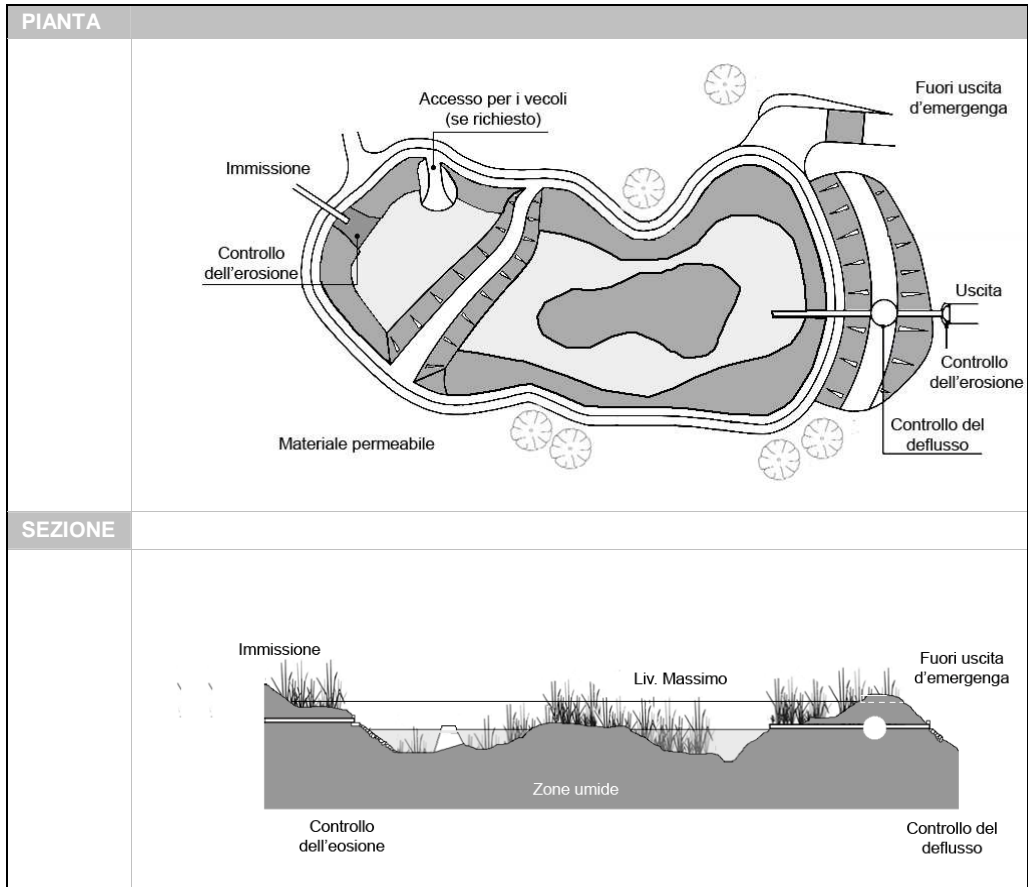 PIANTA
Accesso per i vecoli
(se richiesto)
Fuori uscita
d'emergenga
Immissione
Controllo
dell'erosione
Uscita
Controllo
dell'erosione
Controllo del
deflusso
Materiale permeabile
SEZIONE
Immissione
Liv. Massimo
Fuori uscita
d'emergenga
Zone umide
Controllo
dell'eosione
Controllo del
deflusso